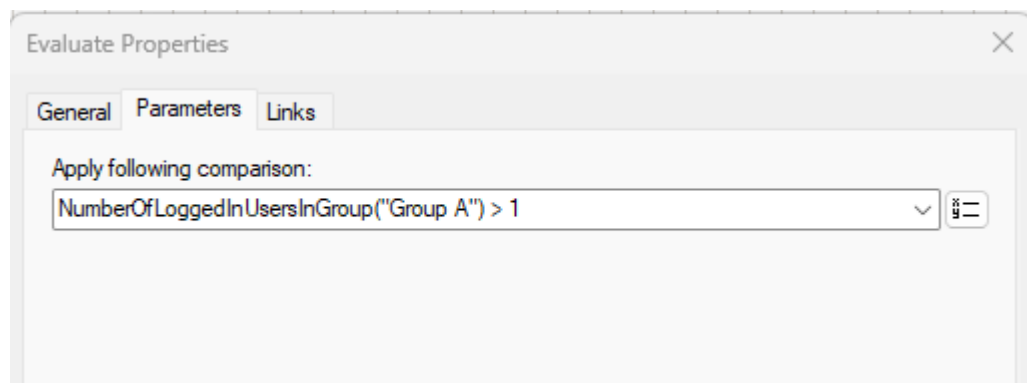 Evaluate Properties
General Parameters Links
Apply following comparison:
NumberOfLoggedInUsersInGroup("Group A") > 1